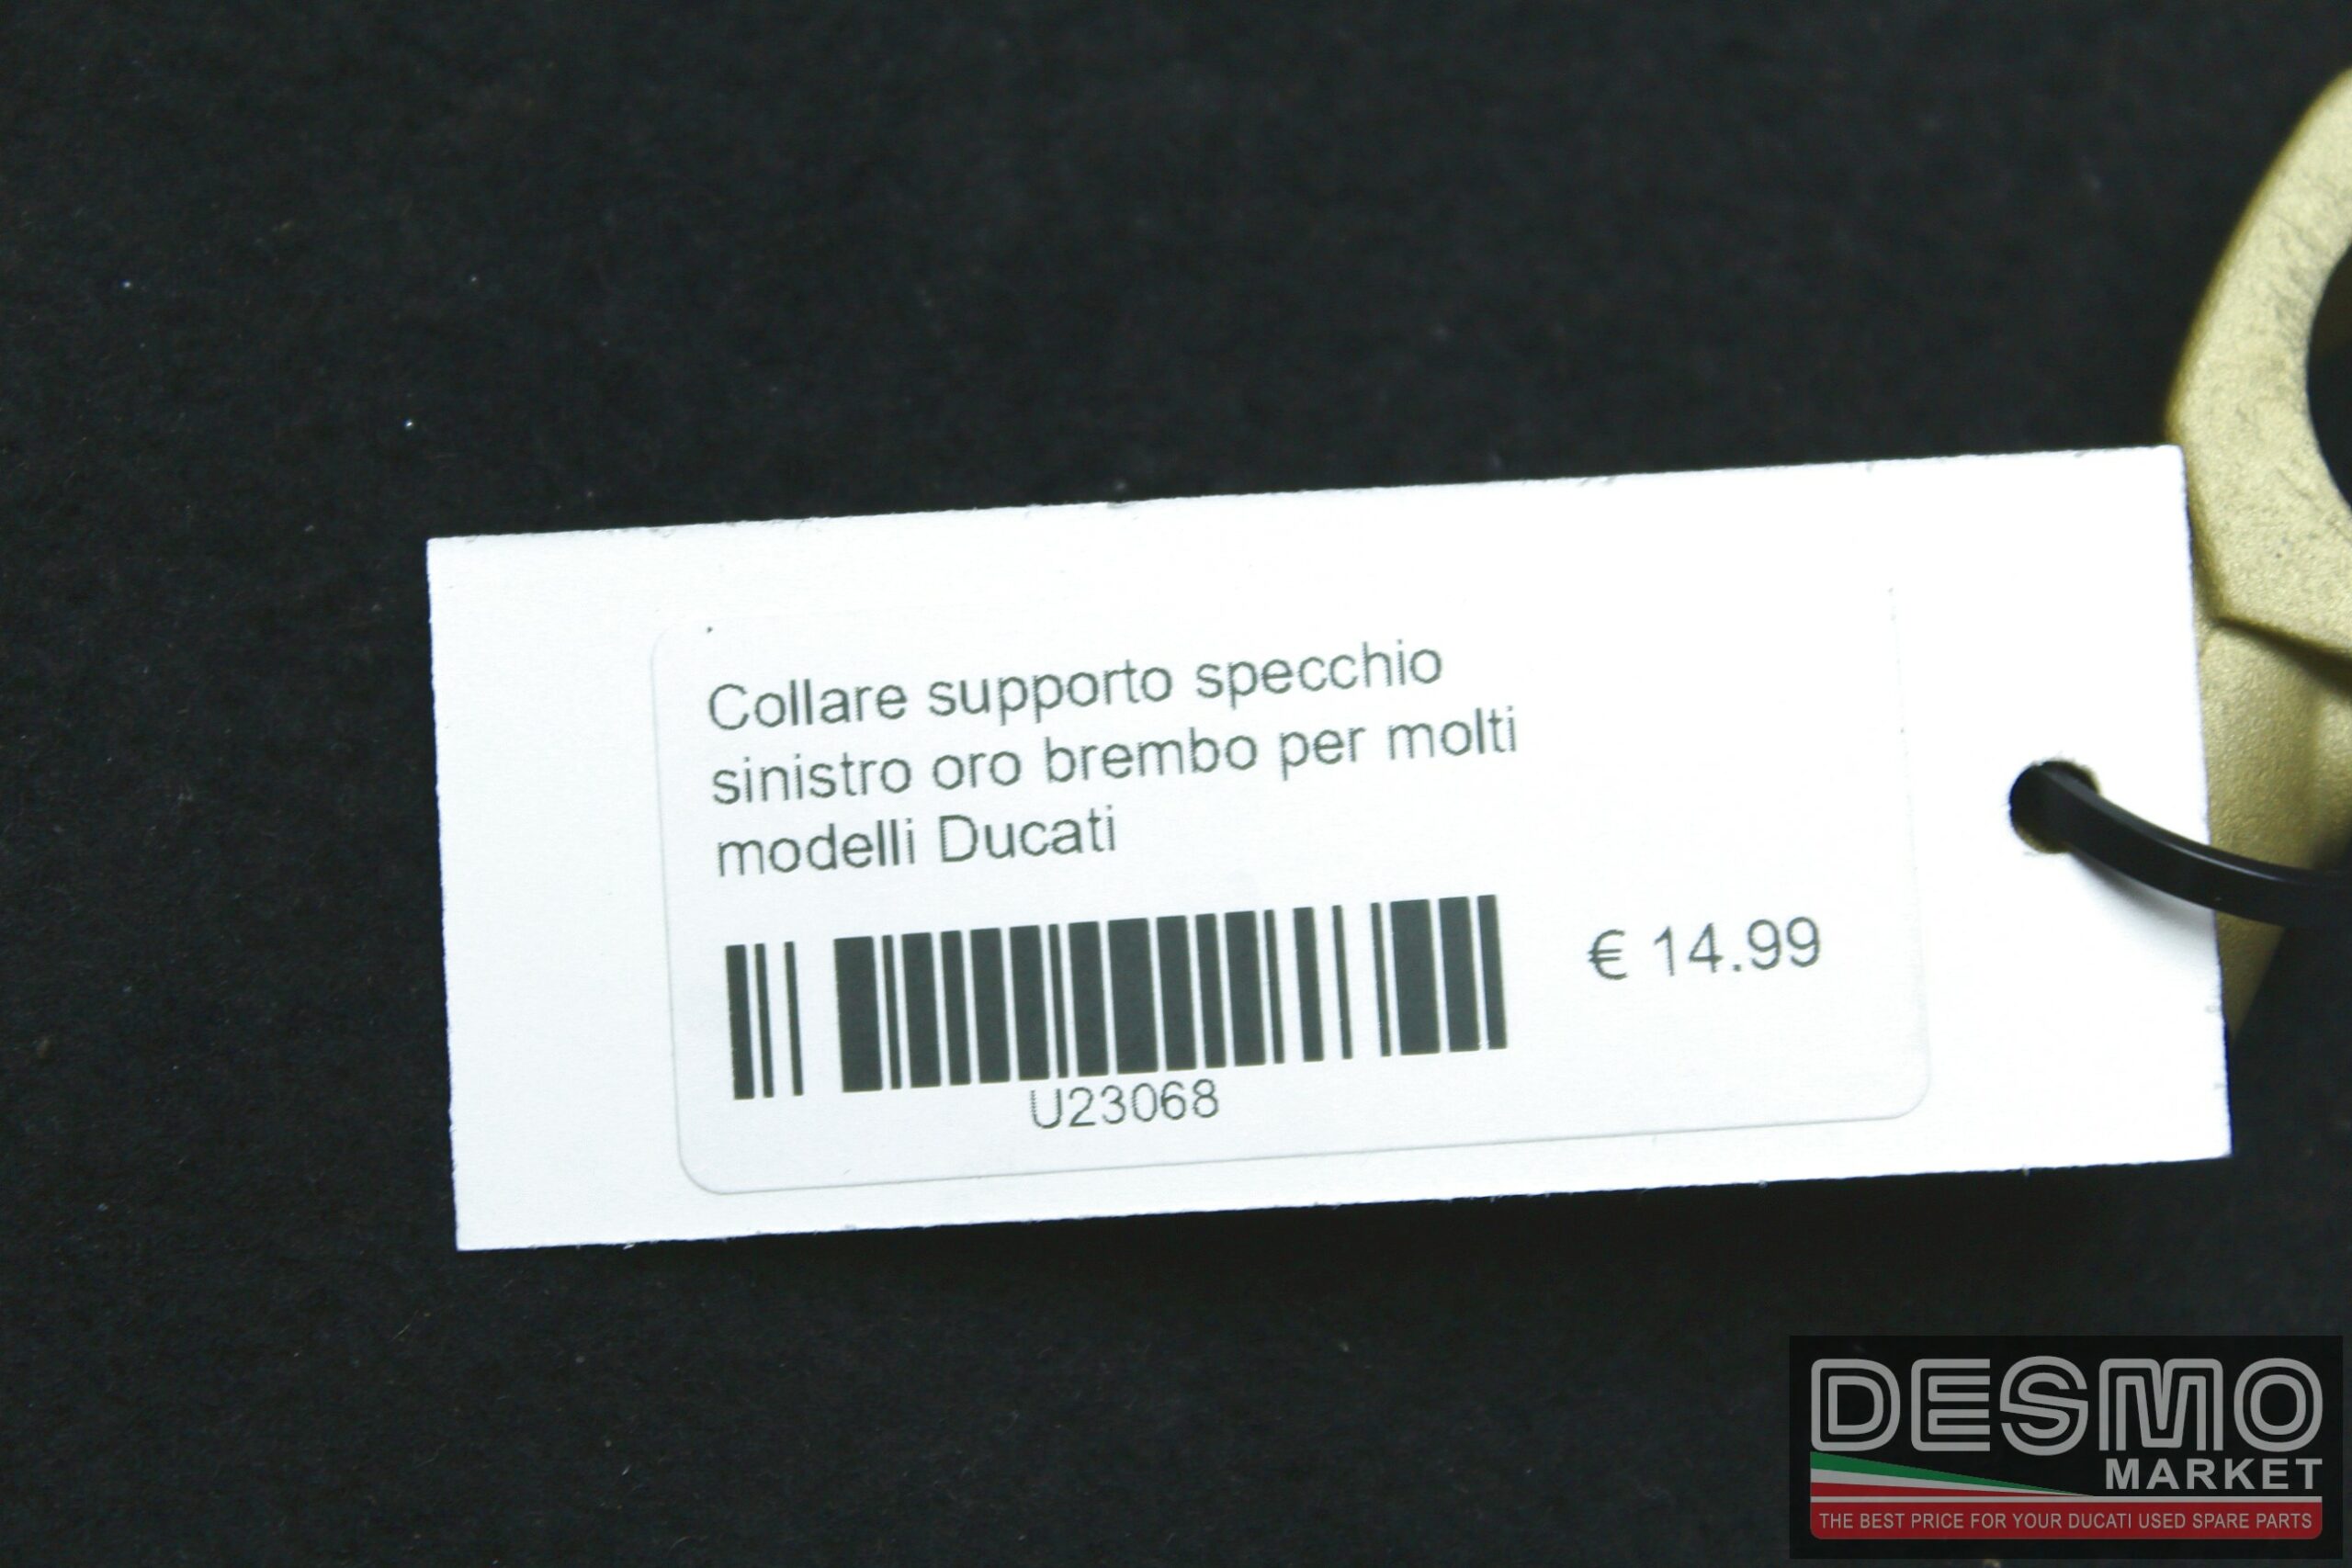 Collare supporto specchio
sinistro oro brembo per molti
modelli Ducati
€ 14.99
U23068
DESMO
MARKET
THE BEST PRICE FOR YOUR DUCATI USED SPARE PARTS